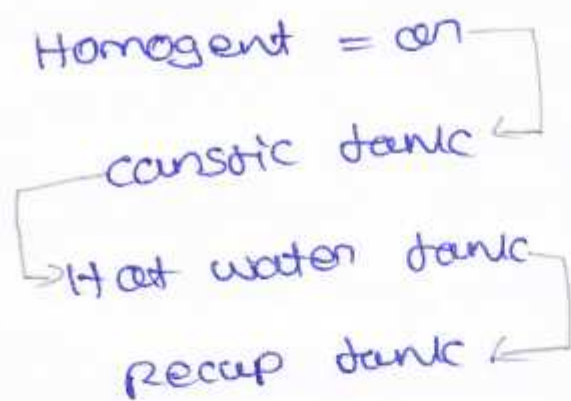 Homogent = on
caustic tank
Hot water tank
Recup tank